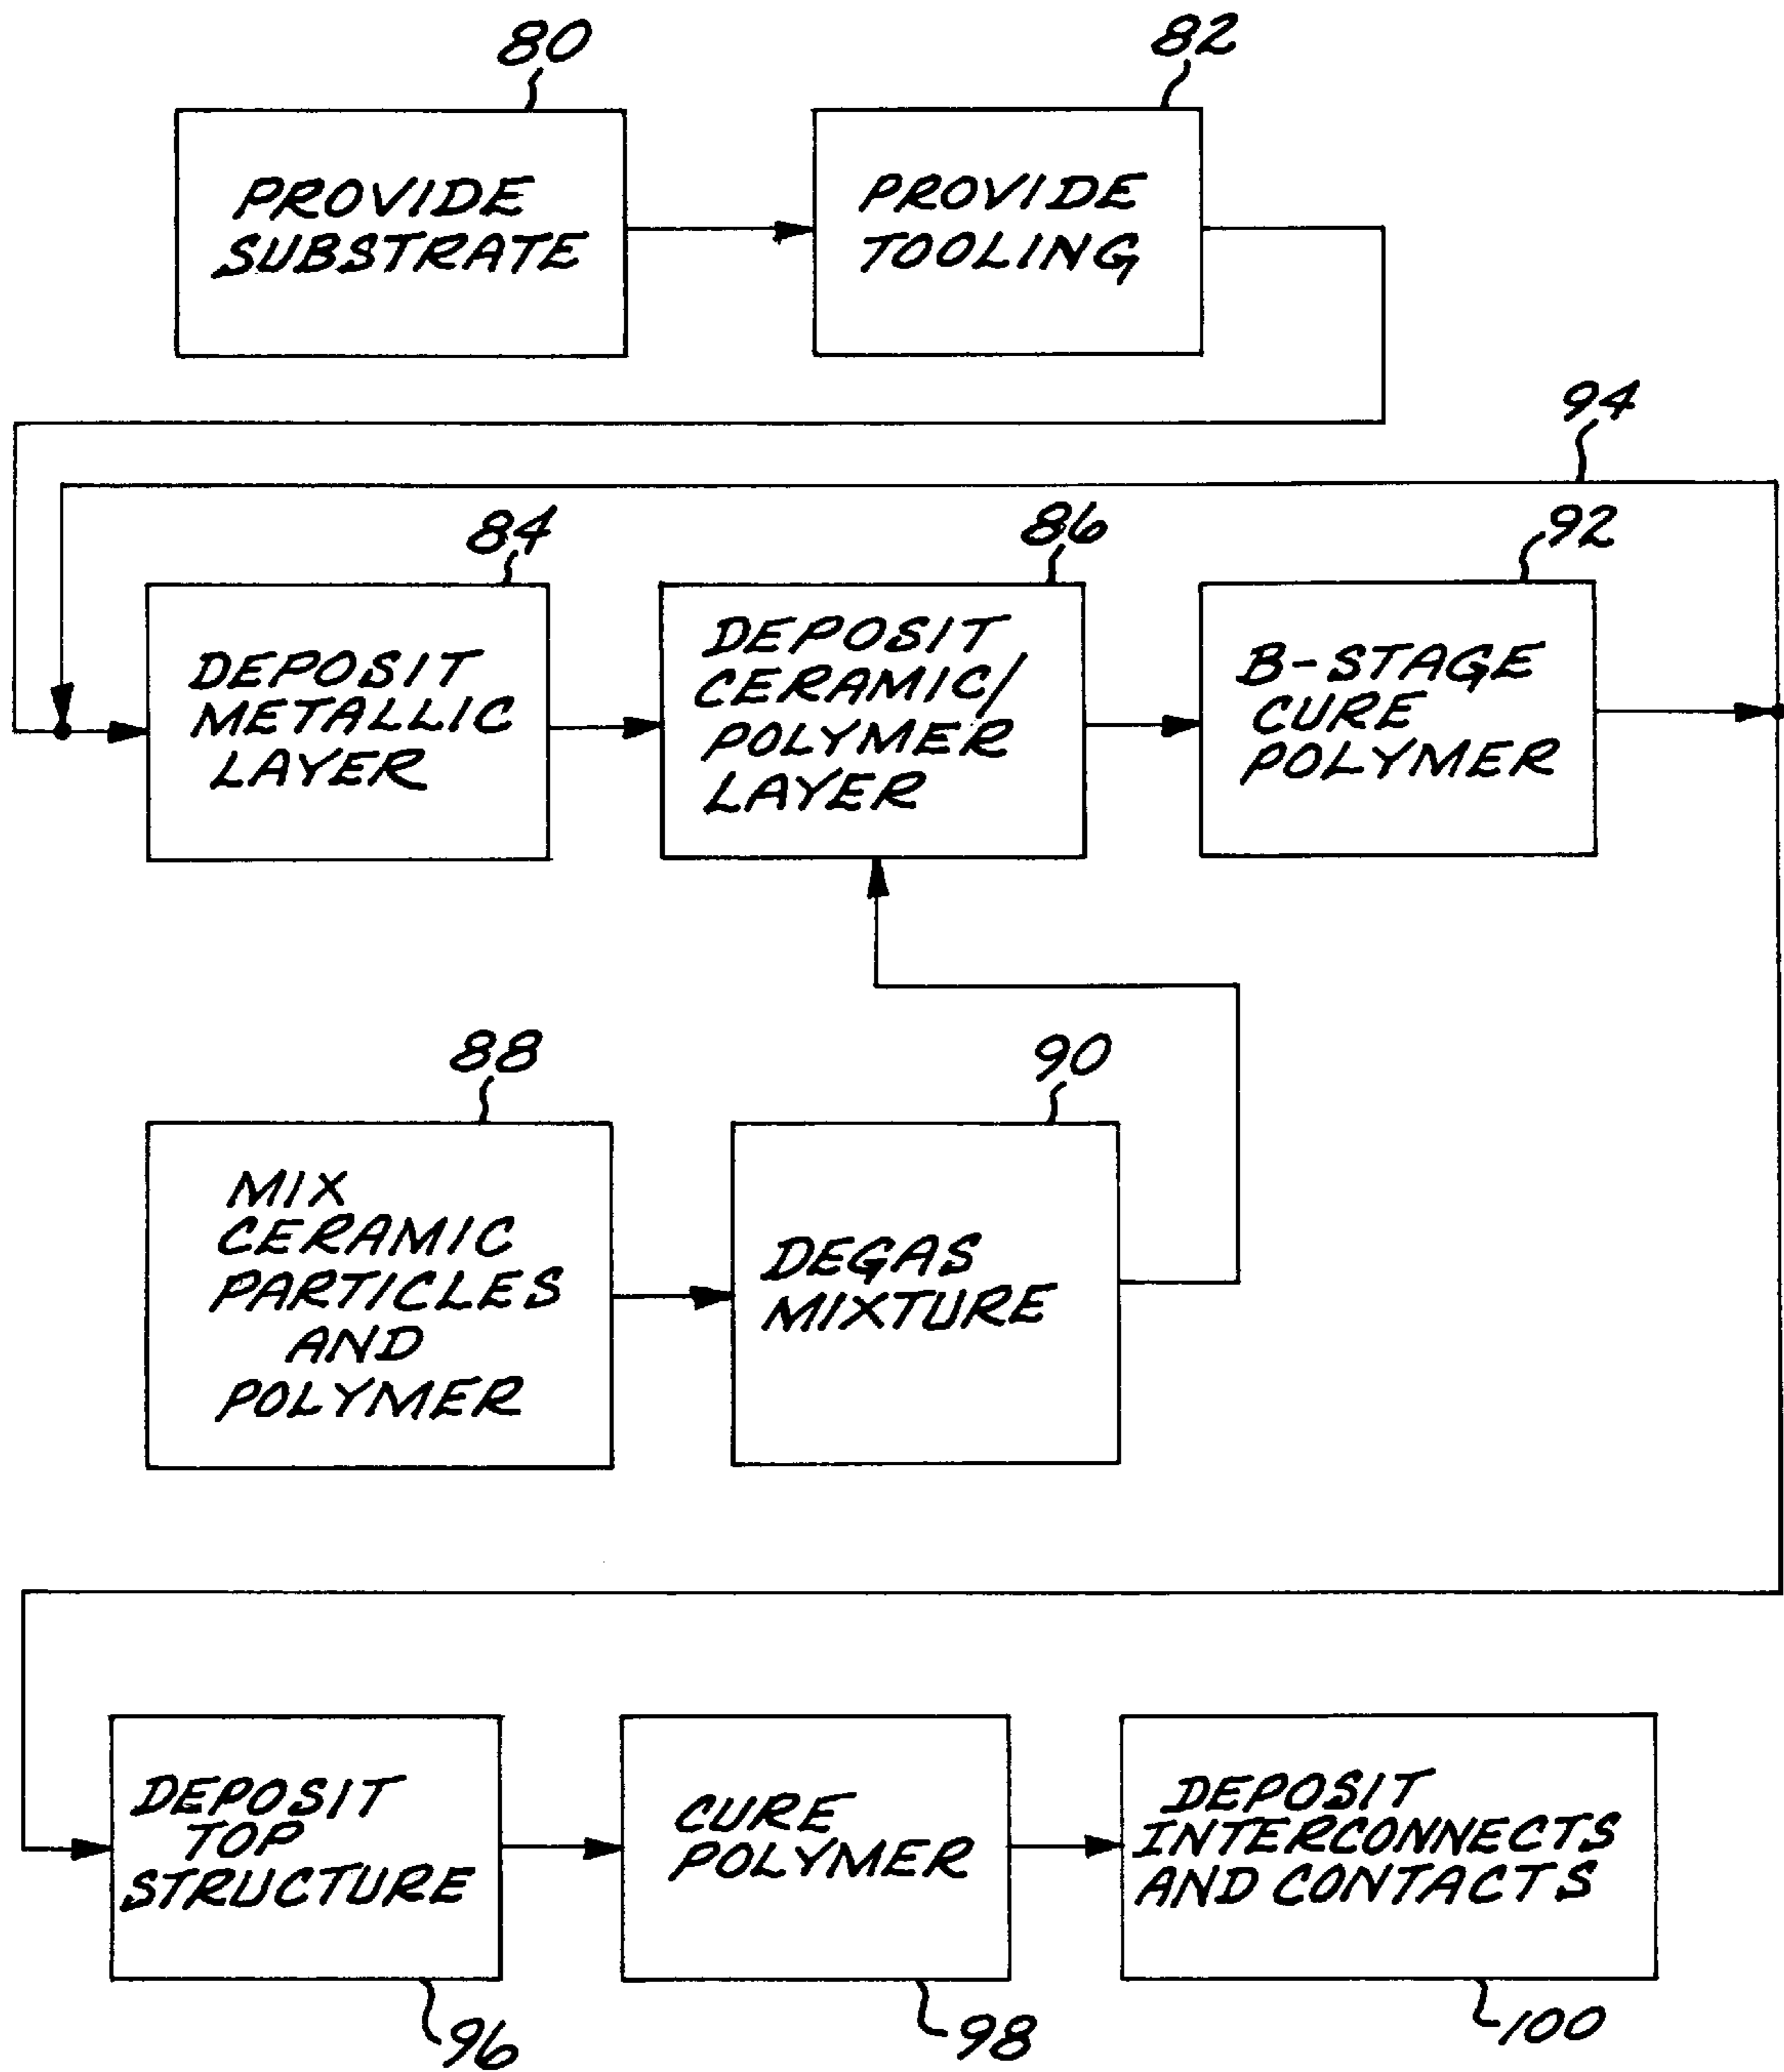 80
82
PROVIDE
SUBSTRATE
PROVIDE
TOOLING
94
84
86
92
DEPOSIT
METALLIC
LAYER
DEPOSIT
CERAMIC/
POLYMER
LAYER
B-STAGE
CURE
POLYMER
88
90
MIX
CERAMIC
PARTICLES
AND
POLYMER
DEGAS
MIXTURE
DEPOSIT
TOP
STRUCTURE
CURE
POLYMER
DEPOSIT
INTERCONNECTS
AND CONTACTS
96
98
100